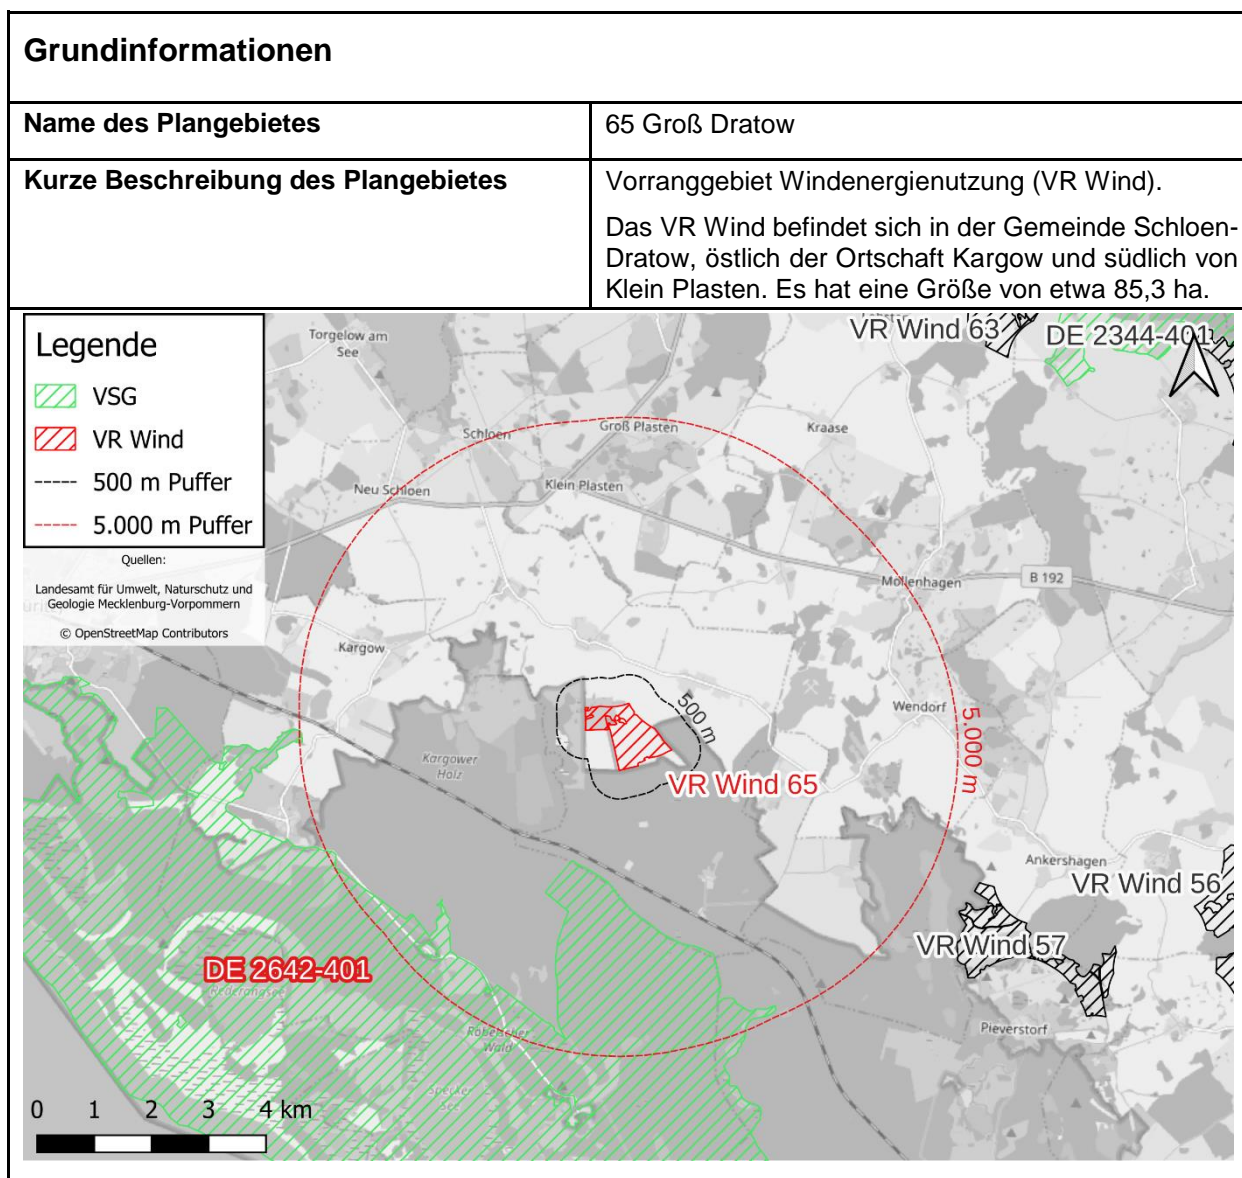 Grundinformationen
Name des Plangebietes
65 Groß Dratow
Kurze Beschreibung des Plangebietes
Vorranggebiet Windenergienutzung (VR Wind).
Das VR Wind befindet sich in der Gemeinde Schloen-
Dratow, östlich der Ortschaft Kargow und südlich von
Klein Plasten. Es hat eine Größe von etwa 85,3 ha.
Legende
VSG
VR Wind
500 m Puffer
5.000 m Puffer
Quellen:
Landesamt für Umwelt, Naturschutz und
Geologie Mecklenburg-Vorpommern
© OpenStreetMap Contributors
Torgelow am
See
VR Wind 63
DE 2344-401
Schloen
Groß Plasten
Kraase
Neu Schloen
Klein Plasten
Möllenhagen
B 192
Kargow
500 m
Wendorf
5.000 m
Kargower
Holz
VR Wind 65
Ankershagen
VR Wind 56
VR Wind 57
DE 2642-401
Rederangsee
Pieverstorf
Wald
Specker
See
0 1 2 3 4 km